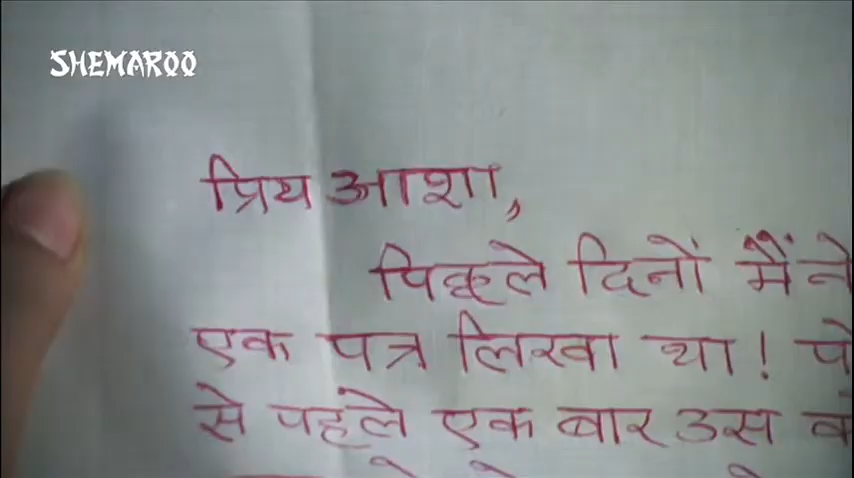 SHEMAROO
प्रिय आशा,
पिछले दिनों मैं ने
एक पत्र लिखा था!
से पहले एक बार उस